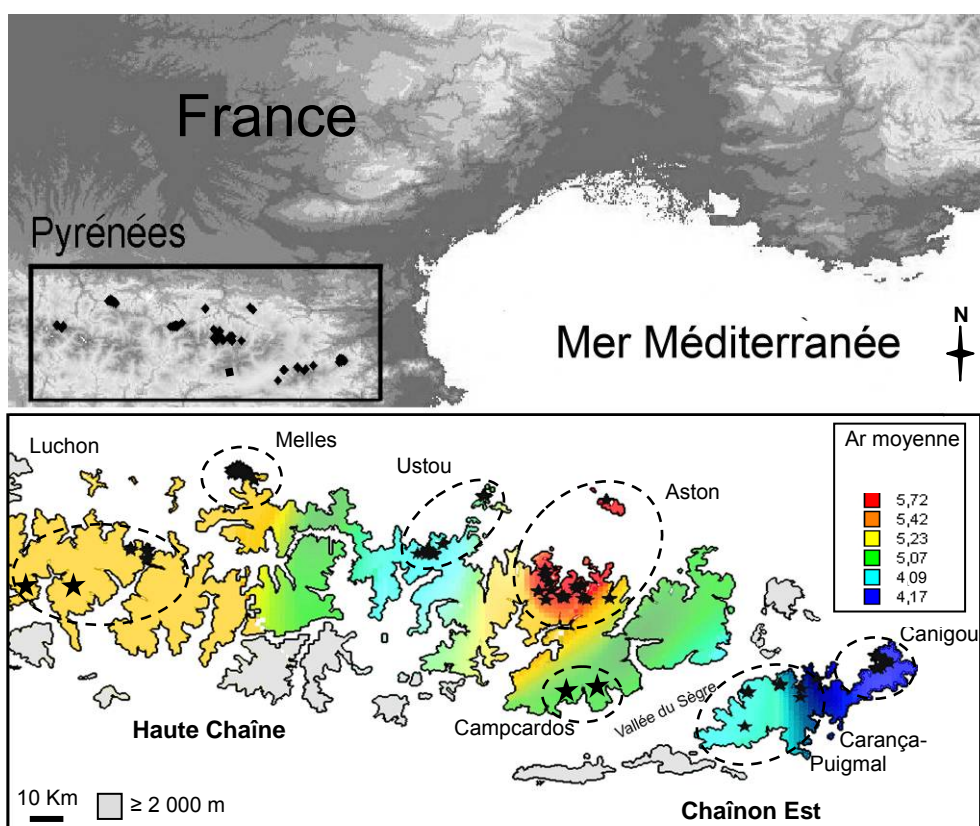 France
Pyrénées
Mer Méditerranée
N
Luchon
Melles
Ustou
Aston
Ar moyenne
5,72
5,42
5,23
5,07
4,09
4,17
Canigou
Vallée du Sègre
Campcardos
Haute Chaîne
Carança-
Puigmal
10 Km
≥ 2 000 m
Chaînon Est